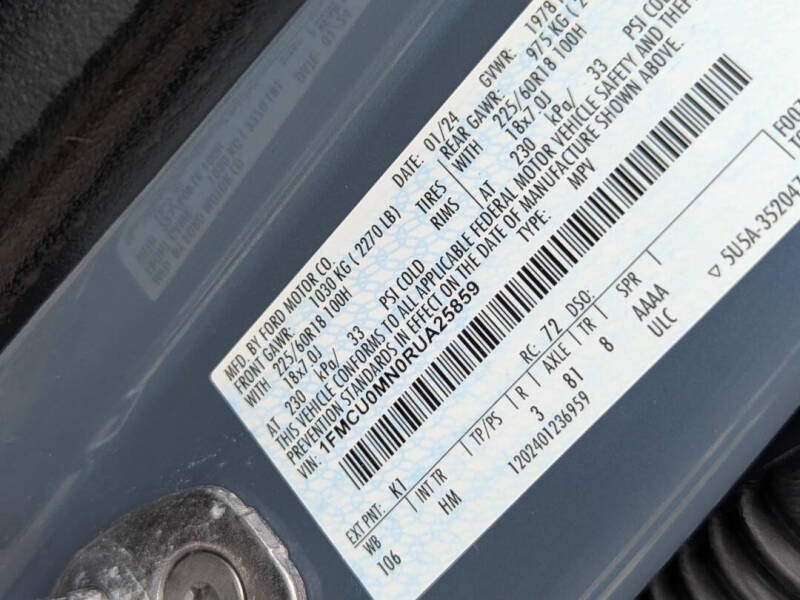 MFD. BY FORD MOTOR CO.
DATE: 01/24 GVWR: 1978
FRONT GAWR: 1030 KG ( 2270 LB) REAR GAWR: 975 KG ( 2
WITH 225/60R18 100H TIRES WITH 225/60R18 100H
18x7.0J RIMS 18x7.0J
AT 230 kPa/ 33 PSI COLD AT 230 kPa/ 33 PSI COLD
THIS VEHICLE CONFORMS TO ALL APPLICABLE FEDERAL MOTOR VEHICLE SAFETY AND THEFT
PREVENTION STANDARDS IN EFFECT ON THE DATE OF MANUFACTURE SHOWN ABOVE.
VIN: 1FMCU0MN0RUA25859 TYPE: MPV
EXT PNT: K1 RC: 72 DSO: F00
WB INT TR TP/PS R AXLE TR SPR
106 HM 3 81 8 AAAA
1202401236959 ULC
5U5A-352047